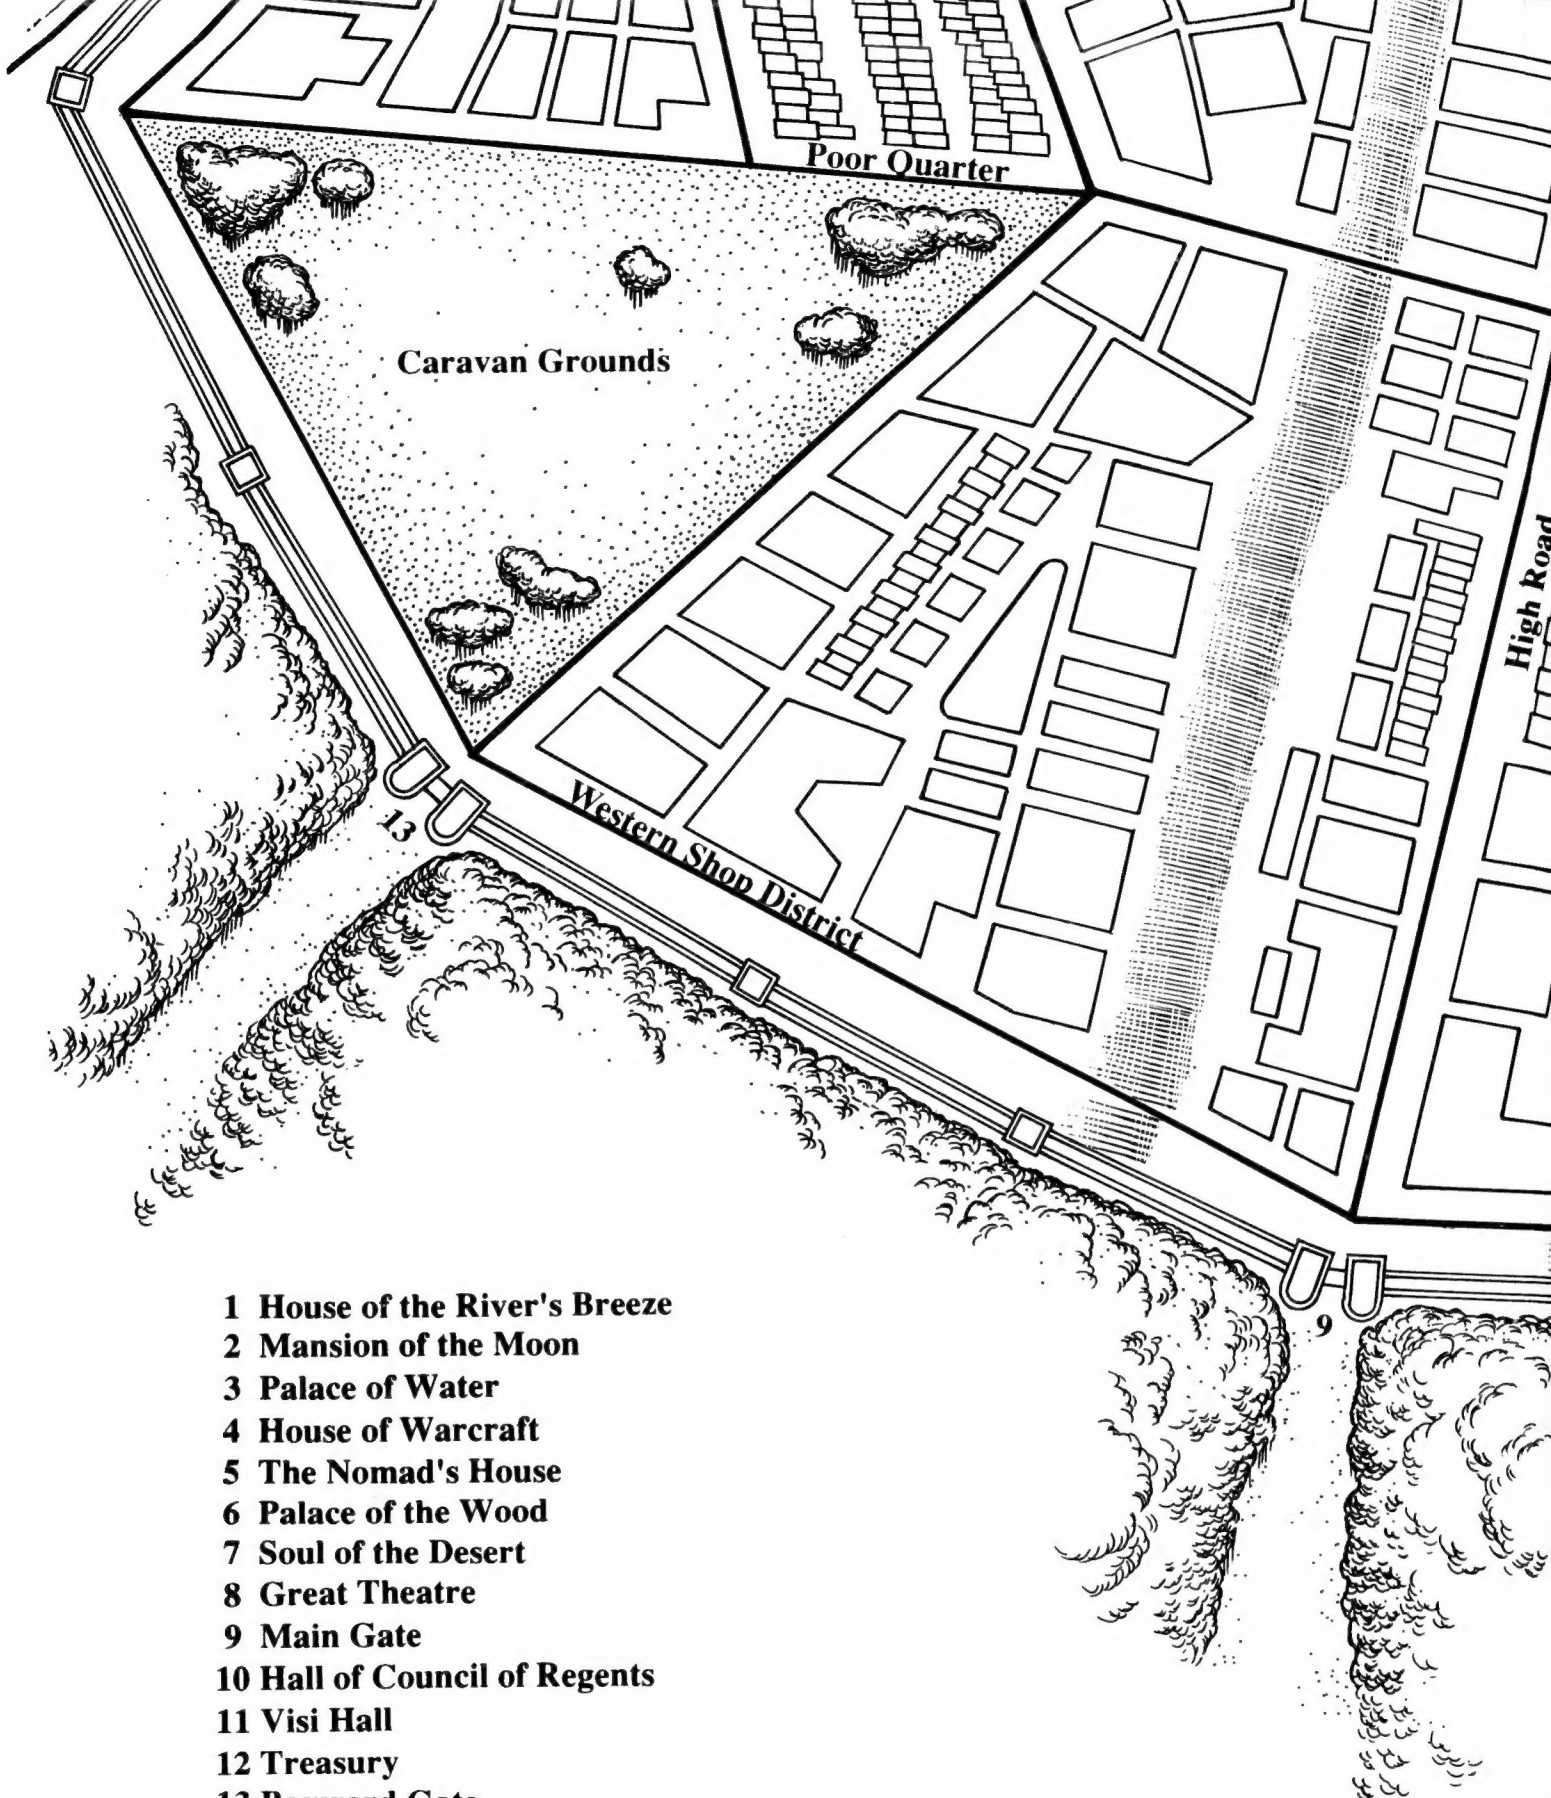 Poor Quarter
Caravan Grounds
High Road
Western Shop District
13
9
1 House of the River's Breeze
2 Mansion of the Moon
3 Palace of Water
4 House of Warcraft
5 The Nomad's House
6 Palace of the Wood
7 Soul of the Desert
8 Great Theatre
9 Main Gate
10 Hall of Council of Regents
11 Visi Hall
12 Treasury
13 Gate